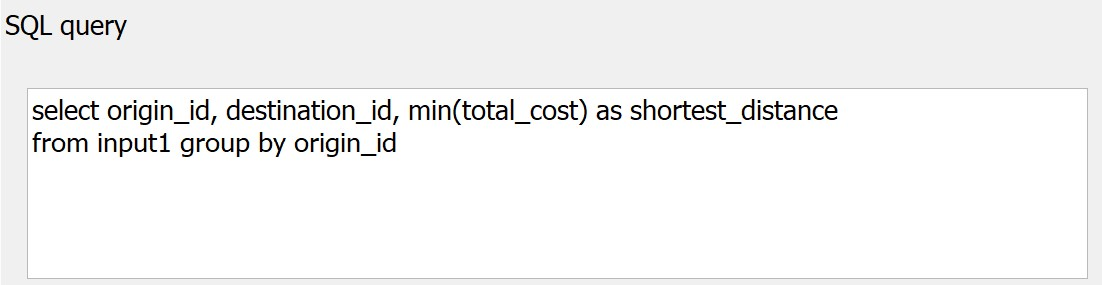 SQL query
select origin_id, destination_id, min(total_cost) as shortest_distance
from input1 group by origin_id